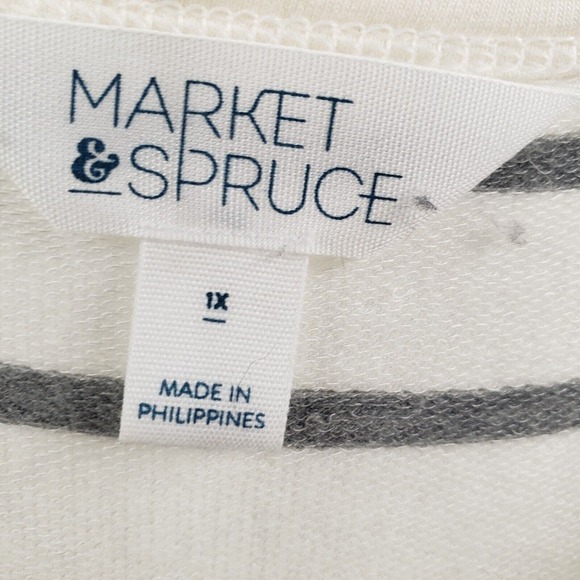 MARKET
& SPRUCE
1X
MADE IN
PHILIPPINES